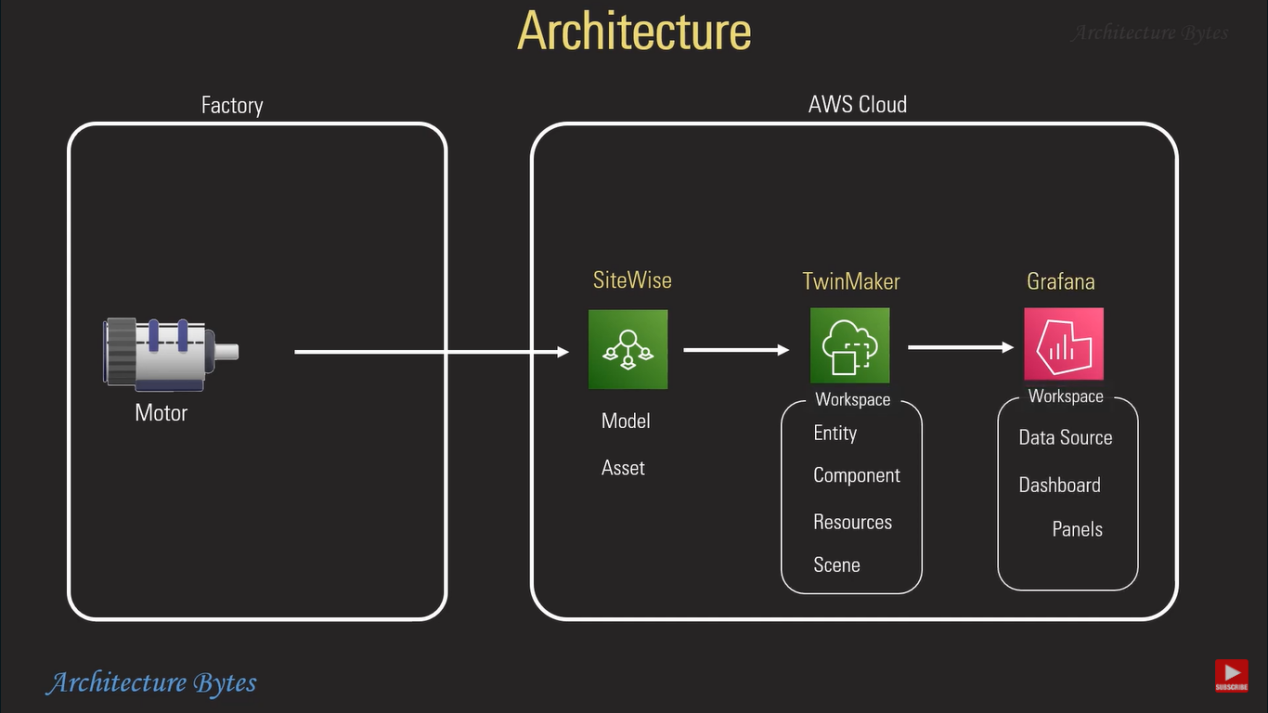 Architecture
Architecture Bytes
Factory
AWS Cloud
Motor
SiteWise
Model
Asset
TwinMaker
Workspace
Entity
Component
Resources
Scene
Grafana
Workspace
Data Source
Dashboard
Panels
Architecture Bytes
SUBSCRIBE